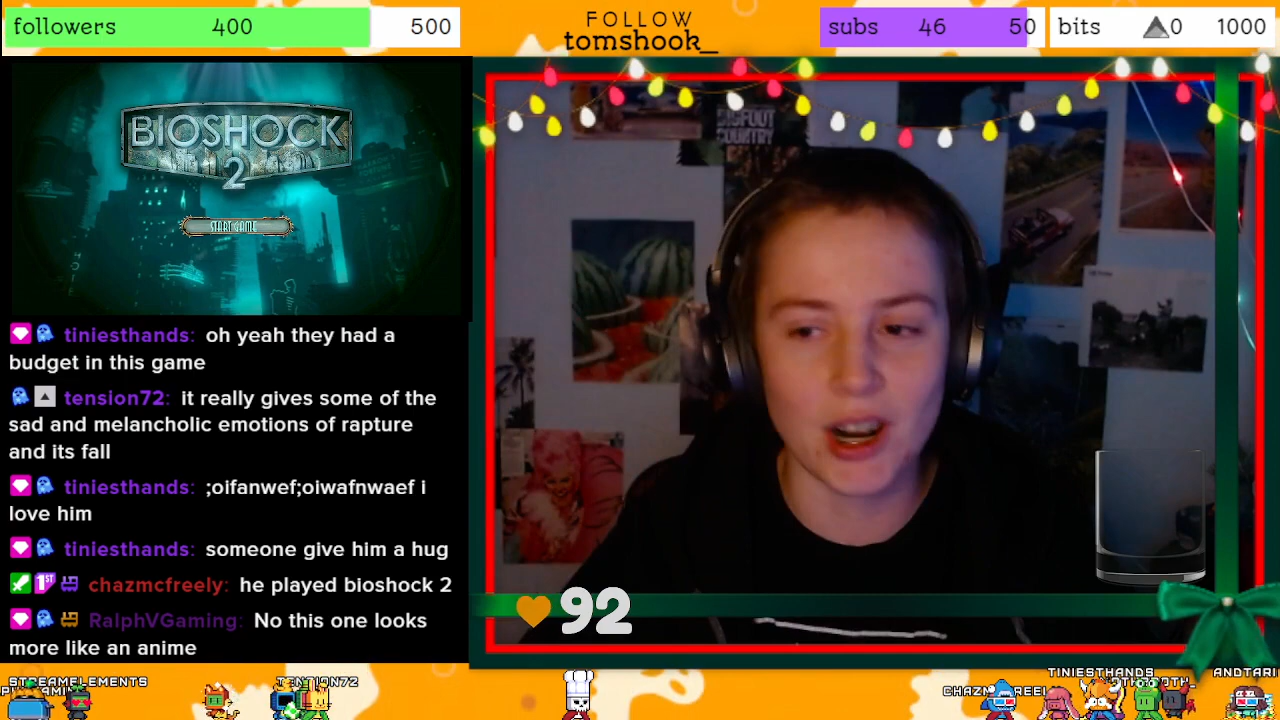 followers 400 500
FOLLOW
tomshook_
subs 46 50
bits 0 1000
BIOSHOCK
2
START GAME
BIGFOOT
COUNTRY
tiniesthands: oh yeah they had a
budget in this game
tension72: it really gives some of the
sad and melancholic emotions of rapture
and its fall
tiniesthands: ;oifanwef;oiwafnwaef i
love him
tiniesthands: someone give him a hug
1ST chazmcfreely: he played bioshock 2
RalphVGaming: No this one looks
more like an anime
92
STREAMELEMENTS
TINIESTHANDS